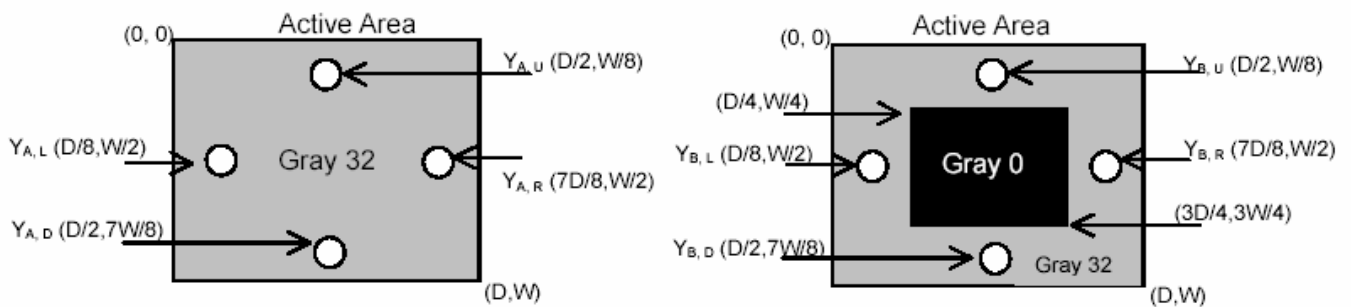 Active Area
(0, 0)
YA, U (D/2,W/8)
YA, L (D/8,W/2)
Gray 32
YA, R (7D/8,W/2)
YA, D (D/2,7W/8)
(D,W)
Active Area
(0, 0)
YB, U (D/2,W/8)
(D/4,W/4)
YB, L (D/8,W/2)
Gray 0
YB, R (7D/8,W/2)
(3D/4,3W/4)
YB, D (D/2,7W/8)
Gray 32
(D,W)